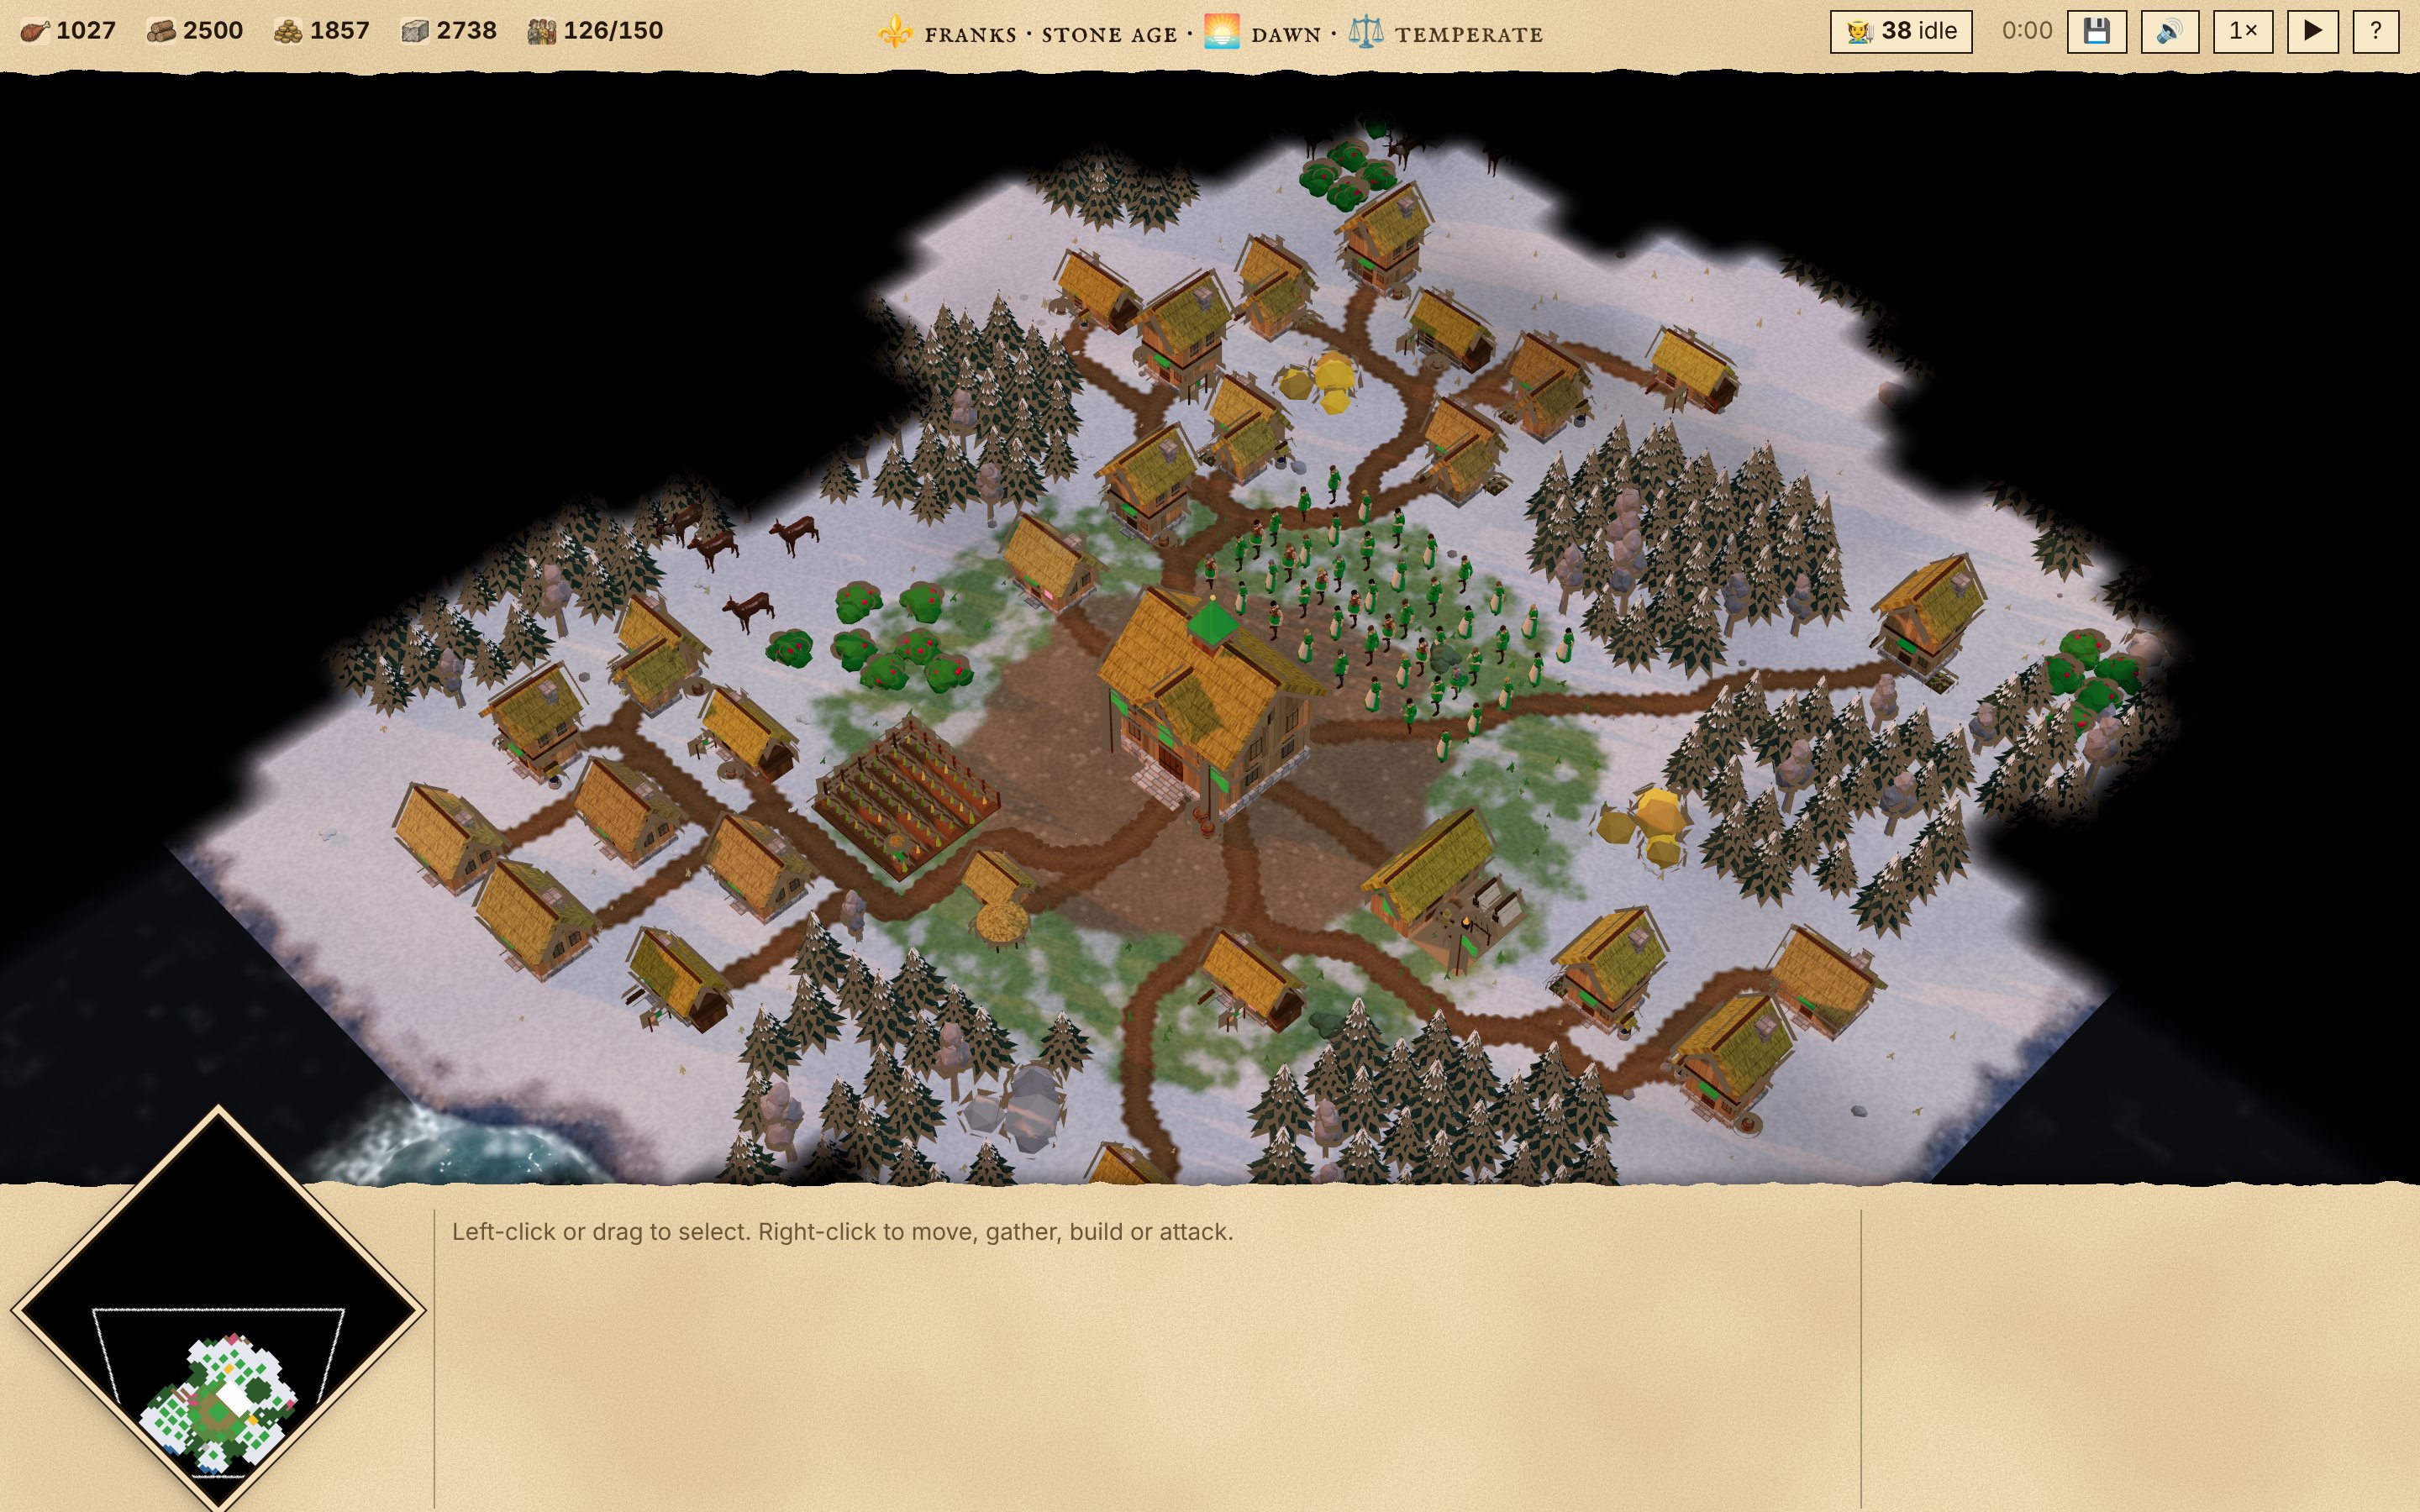 1027 2500 1857 2738 126/150 FRANKS · STONE AGE · DAWN · TEMPERATE 38 idle 0:00 1× ?
Left-click or drag to select. Right-click to move, gather, build or attack.